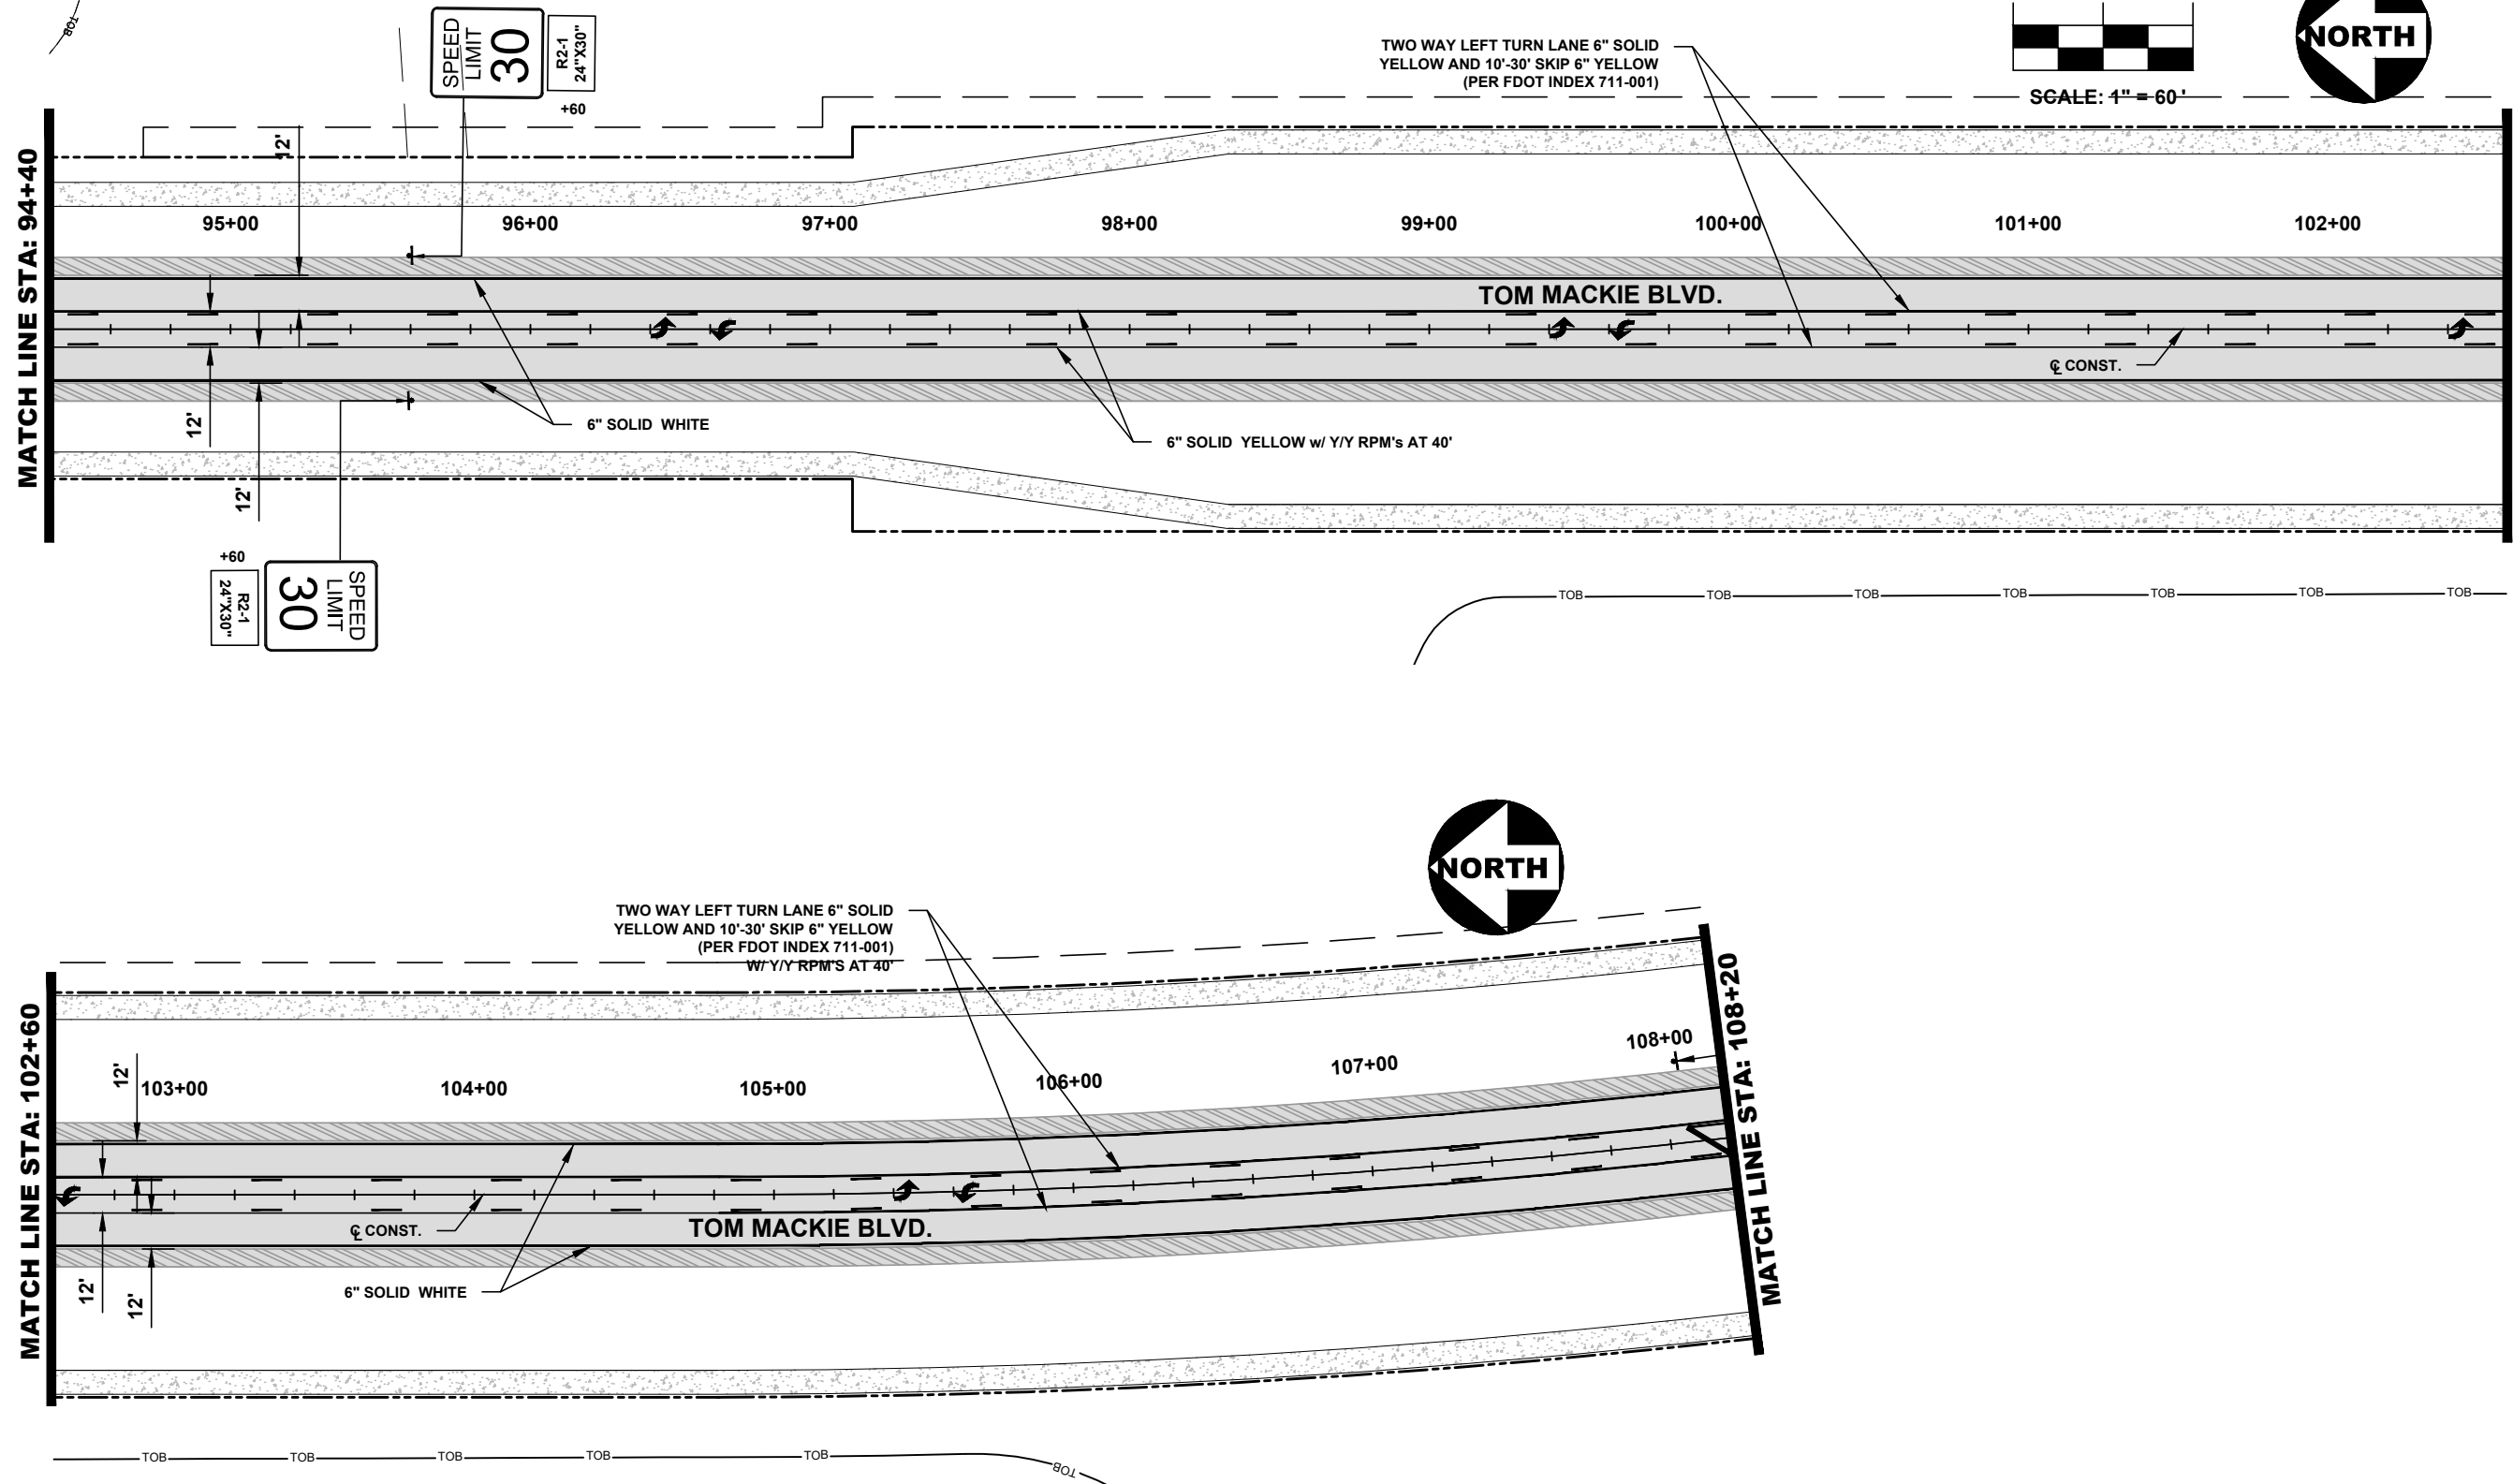 TOB
SPEED
LIMIT
30
R2-1
24"X30"
+60
TWO WAY LEFT TURN LANE 6" SOLID
YELLOW AND 10'-30' SKIP 6" YELLOW
(PER FDOT INDEX 711-001)
SCALE: 1" = 60 '
NORTH
MATCH LINE STA: 94+40
12'
95+00
96+00
97+00
98+00
99+00
100+00
101+00
102+00
TOM MACKIE BLVD.
℄ CONST.
12'
12'
6" SOLID  WHITE
6" SOLID  YELLOW w/ Y/Y RPM's AT 40'
+60
R2-1
24"X30"
SPEED
LIMIT
30
TOB
TOB
TOB
TOB
TOB
TOB
TOB
NORTH
TWO WAY LEFT TURN LANE 6" SOLID
YELLOW AND 10'-30' SKIP 6" YELLOW
(PER FDOT INDEX 711-001)
W/ Y/Y RPM'S AT 40'
MATCH LINE STA: 102+60
12'
103+00
104+00
105+00
106+00
107+00
108+00
MATCH LINE STA: 108+20
℄ CONST.
TOM MACKIE BLVD.
12'
12'
6" SOLID  WHITE
TOB
TOB
TOB
TOB
TOB
TOB